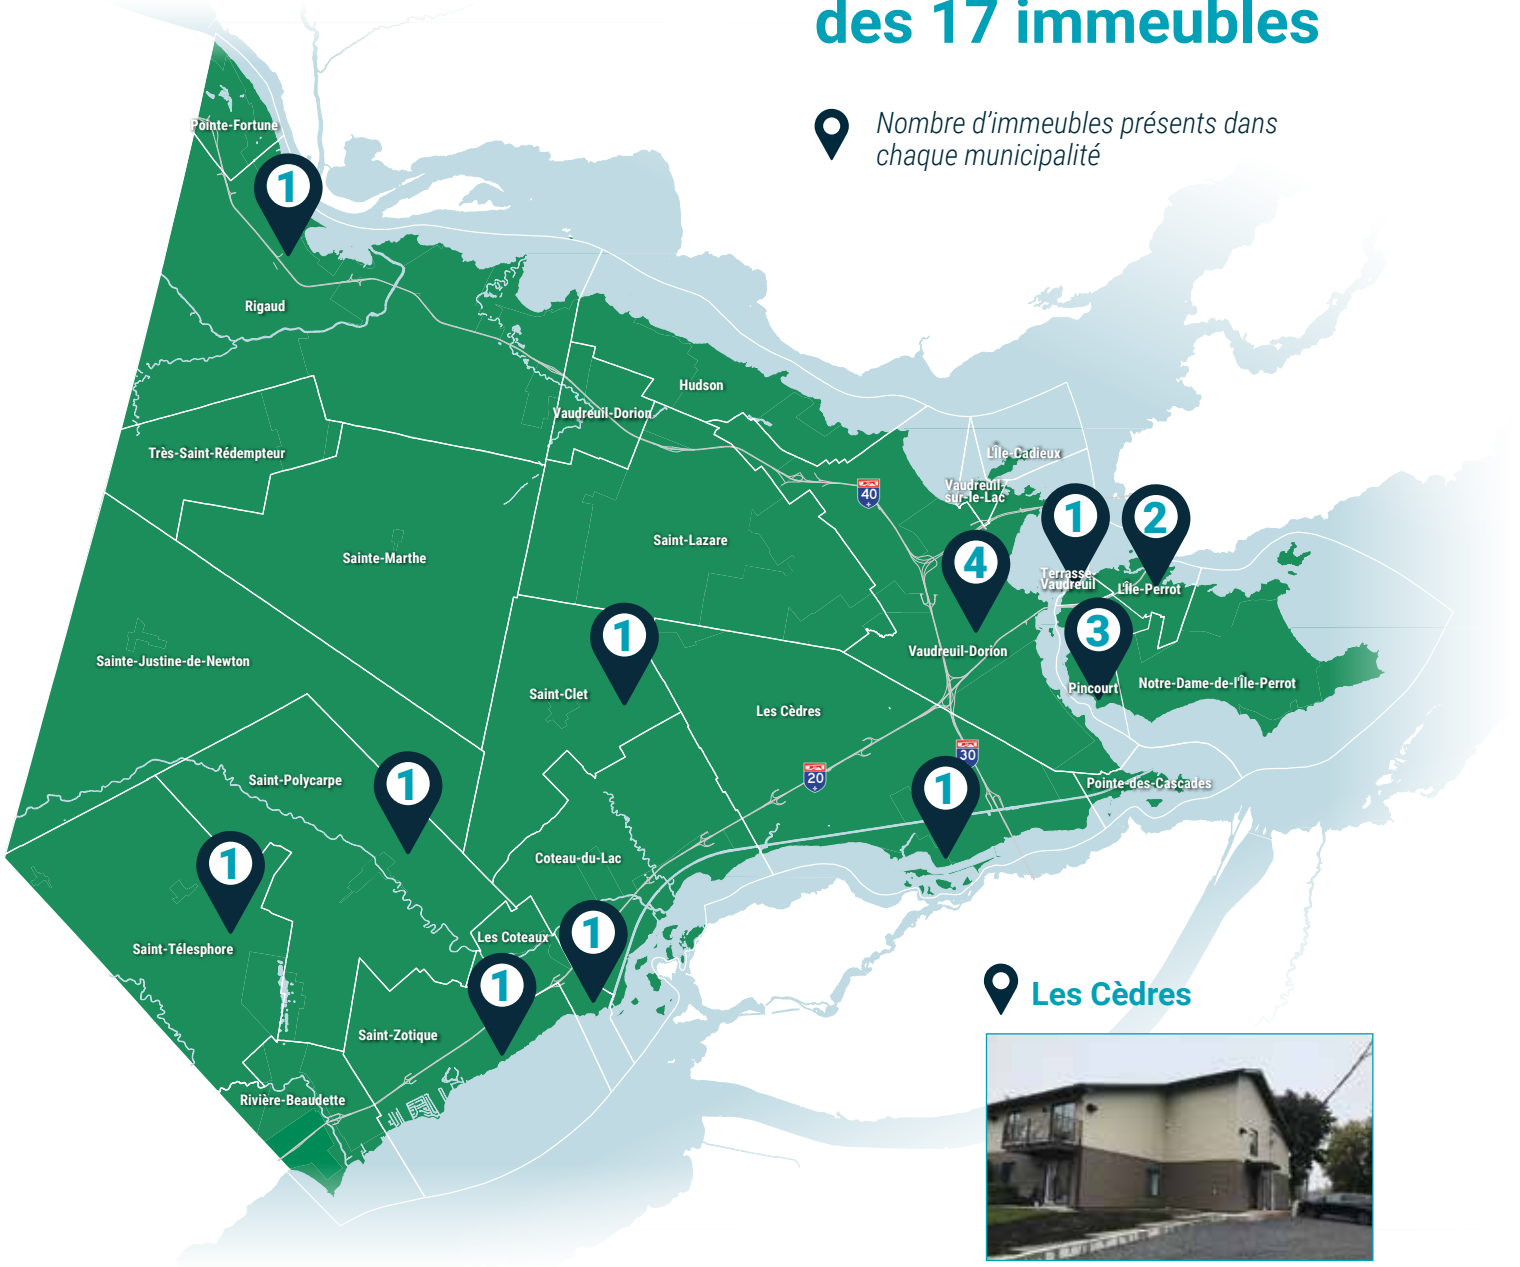 des 17 immeubles
Nombre d'immeubles présents dans
chaque municipalité
Pointe-Fortune
1
Rigaud
Hudson
Vaudreuil-Dorion
Très-Saint-Rédempteur
L'Île-Cadieux
Vaudreuil-
sur-le-Lac
40
1
2
Saint-Lazare
Sainte-Marthe
4
Terrasse-
Vaudreuil
L'Île-Perrot
1
3
Vaudreuil-Dorion
Sainte-Justine-de-Newton
Saint-Clet
Pincourt
Notre-Dame-de-l'Île-Perrot
Les Cèdres
30
20
Saint-Polycarpe
1
1
Pointe-des-Cascades
1
Coteau-du-Lac
Saint-Télesphore
Les Coteaux
1
1
Saint-Zotique
Rivière-Beaudette
Les Cèdres